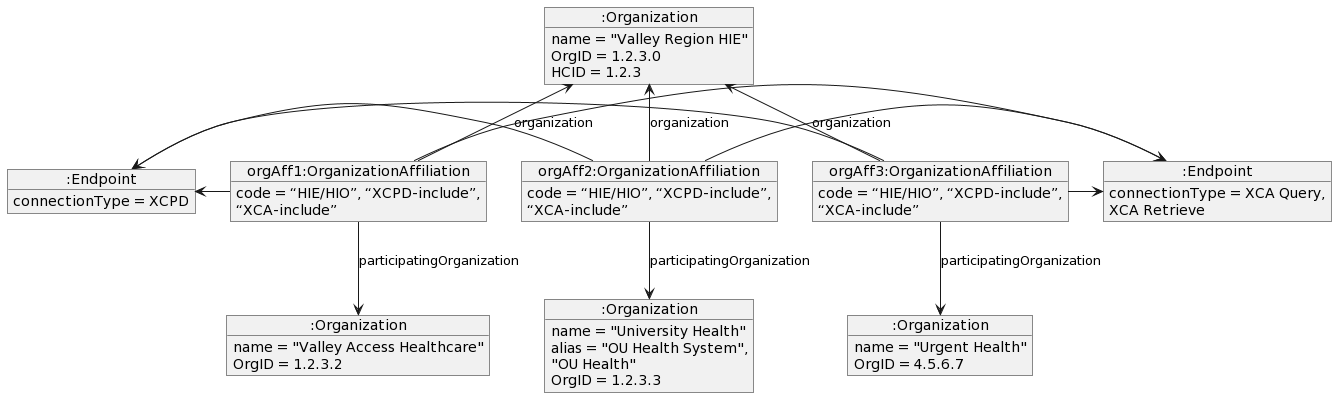 :Organization
name = "Valley Region HIE"
OrgID = 1.2.3.0
HCID = 1.2.3
organization
organization
organization
:Endpoint
connectionType = XCPD
orgAff1:OrganizationAffiliation
code = “HIE/HIO”, “XCPD-include”,
“XCA-include”
orgAff2:OrganizationAffiliation
code = “HIE/HIO”, “XCPD-include”,
“XCA-include”
orgAff3:OrganizationAffiliation
code = “HIE/HIO”, “XCPD-include”,
“XCA-include”
:Endpoint
connectionType = XCA Query,
XCA Retrieve
participatingOrganization
participatingOrganization
participatingOrganization
:Organization
name = "Valley Access Healthcare"
OrgID = 1.2.3.2
:Organization
name = "University Health"
alias = "OU Health System",
"OU Health"
OrgID = 1.2.3.3
:Organization
name = "Urgent Health"
OrgID = 4.5.6.7